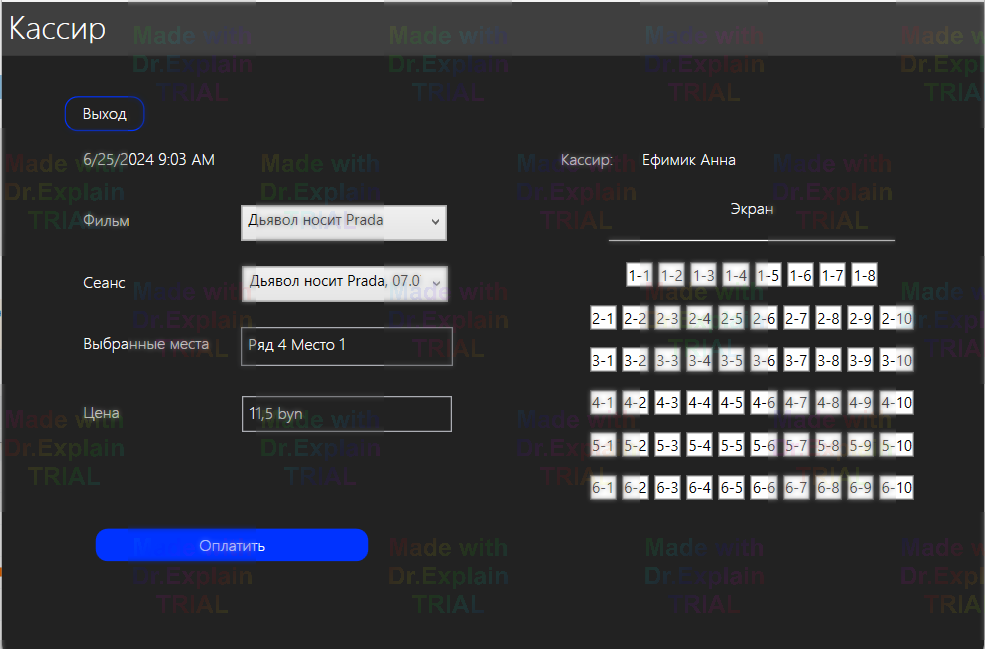 Кассир
Выход
6/25/2024 9:03 AM
Кассир: Ефимик Анна
Экран
Фильм Дьявол носит Prada
Сеанс Дьявол носит Prada, 07.0
Выбранные места Ряд 4 Место 1
Цена 11,5 byn
Оплатить
1-1 1-2 1-3 1-4 1-5 1-6 1-7 1-8
2-1 2-2 2-3 2-4 2-5 2-6 2-7 2-8 2-9 2-10
3-1 3-2 3-3 3-4 3-5 3-6 3-7 3-8 3-9 3-10
4-1 4-2 4-3 4-4 4-5 4-6 4-7 4-8 4-9 4-10
5-1 5-2 5-3 5-4 5-5 5-6 5-7 5-8 5-9 5-10
6-1 6-2 6-3 6-4 6-5 6-6 6-7 6-8 6-9 6-10
Made with
Dr.Explain
TRIAL